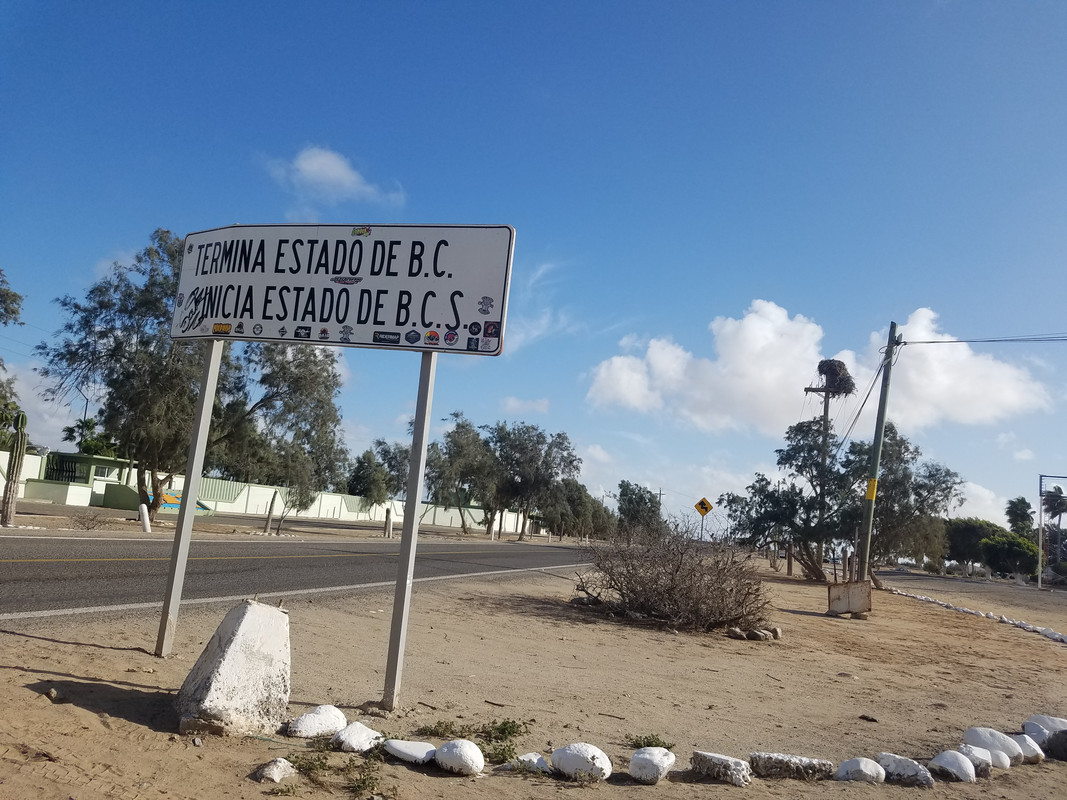 TERMINA ESTADO DE B.C.
INICIA ESTADO DE B.C.S.